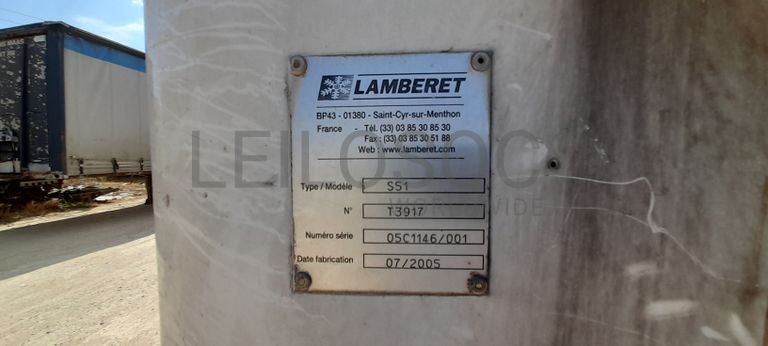 LAMBERET
BP43 - 01380 - Saint-Cyr-sur-Menthon
France - Tél. (33) 03 85 30 85 30
Fax : (33) 03 85 30 51 88
Web : www.lamberet.com
LEILOSOC
WORLDWIDE
Type / Modèle SS1
N° T3917
Numéro série 05C1146/001
Date fabrication 07/2005